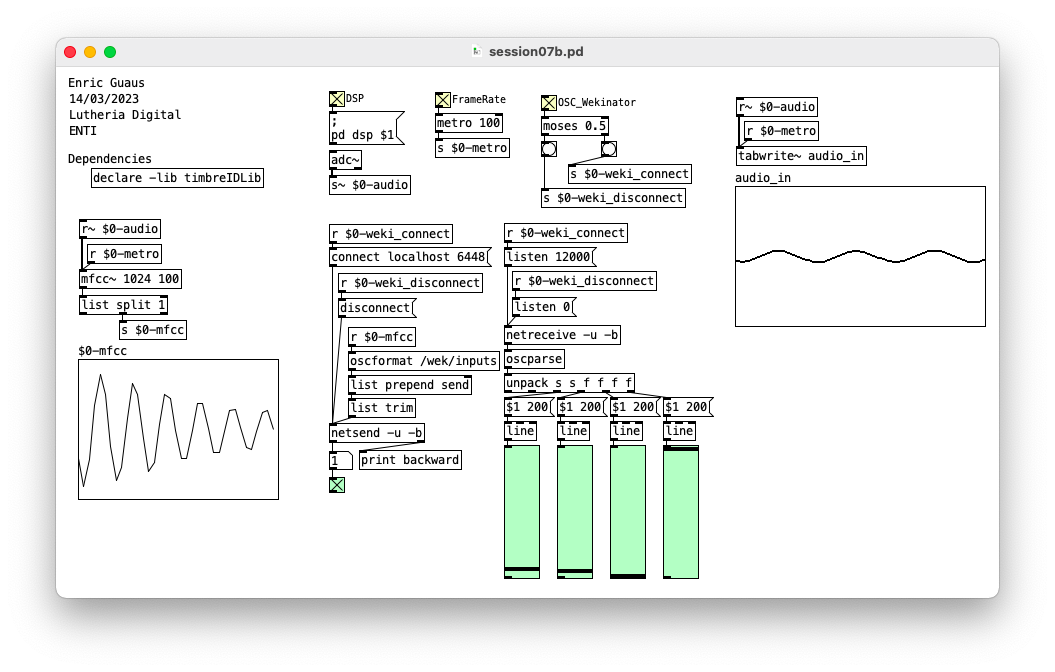 session07b.pd
Enric Guaus
14/03/2023
Lutheria Digital
ENTI
Dependencies
declare -lib timbreIDLib
DSP
;
pd dsp $1
adc~
s~ $0-audio
FrameRate
metro 100
s $0-metro
OSC_Wekinator
moses 0.5
s $0-weki_connect
s $0-weki_disconnect
r~ $0-audio
r $0-metro
tabwrite~ audio_in
audio_in
r~ $0-audio
r $0-metro
mfcc~ 1024 100
list split 1
s $0-mfcc
$0-mfcc
r $0-weki_connect
connect localhost 6448
r $0-weki_disconnect
disconnect
r $0-mfcc
oscformat /wek/inputs
list prepend send
list trim
netsend -u -b
1
print backward
r $0-weki_connect
listen 12000
r $0-weki_disconnect
listen 0
netreceive -u -b
oscparse
unpack s s f f f f
$1 200 $1 200 $1 200 $1 200
line line line line